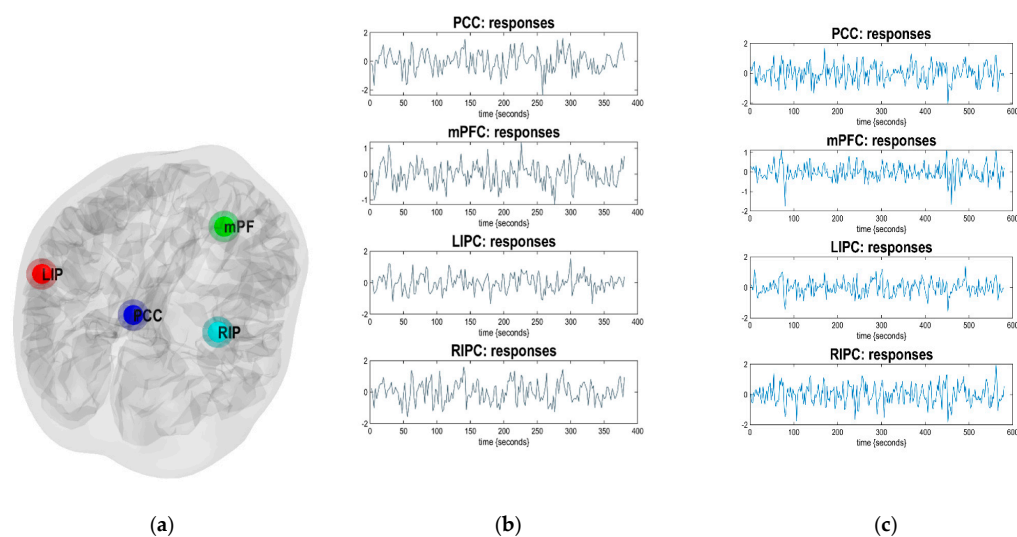 mPF
LIP
PCC
RIP
(a)
PCC: responses
2
0
-2
0 50 100 150 200 250 300 350 400
time {seconds}
mPFC: responses
1
0
-1
0 50 100 150 200 250 300 350 400
time {seconds}
LIPC: responses
2
0
-2
0 50 100 150 200 250 300 350 400
time {seconds}
RIPC: responses
2
0
-2
0 50 100 150 200 250 300 350 400
time {seconds}
(b)
PCC: responses
2
0
-2
0 100 200 300 400 500 600
time {seconds}
mPFC: responses
1
0
-1
-2
0 100 200 300 400 500 600
time {seconds}
LIPC: responses
2
0
-2
0 100 200 300 400 500 600
time {seconds}
RIPC: responses
2
0
-2
0 100 200 300 400 500 600
time {seconds}
(c)